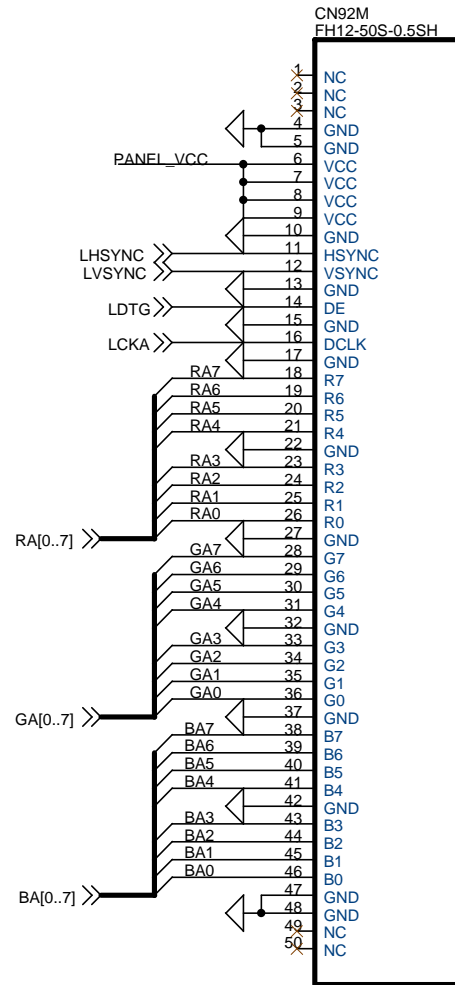 CN92M
FH12-50S-0.5SH
1 NC
2 NC
3 NC
4 GND
5 GND
PANEL_VCC 6 VCC
7 VCC
8 VCC
9 VCC
10 GND
LHSYNC 11 HSYNC
LVSYNC 12 VSYNC
13 GND
LDTG 14 DE
15 GND
LCKA 16 DCLK
17 GND
RA7 18 R7
RA6 19 R6
RA5 20 R5
RA4 21 R4
22 GND
RA3 23 R3
RA2 24 R2
RA1 25 R1
RA0 26 R0
RA[0..7] 27 GND
GA7 28 G7
GA6 29 G6
GA5 30 G5
GA4 31 G4
32 GND
GA3 33 G3
GA2 34 G2
GA1 35 G1
GA0 36 G0
GA[0..7] 37 GND
BA7 38 B7
BA6 39 B6
BA5 40 B5
BA4 41 B4
42 GND
BA3 43 B3
BA2 44 B2
BA1 45 B1
BA0 46 B0
BA[0..7] 47 GND
48 GND
49 NC
50 NC